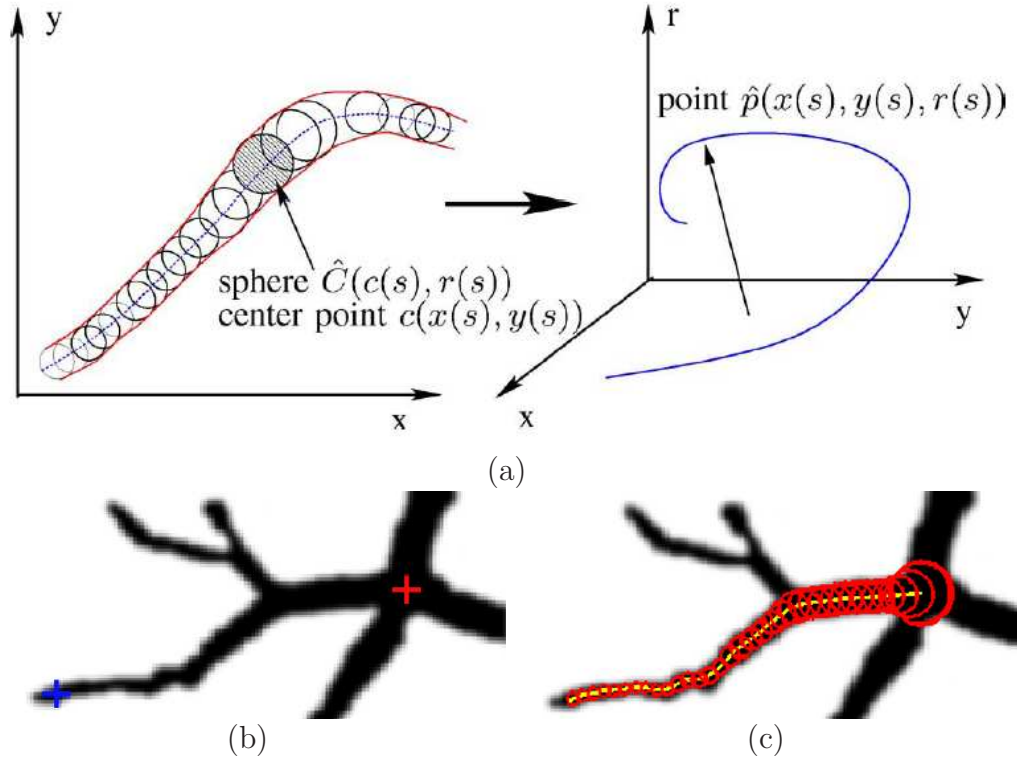 y
r
point p̂(x(s), y(s), r(s))
sphere Ĉ(c(s), r(s))
center point c(x(s), y(s))
x
y
x
(a)
(b)
(c)